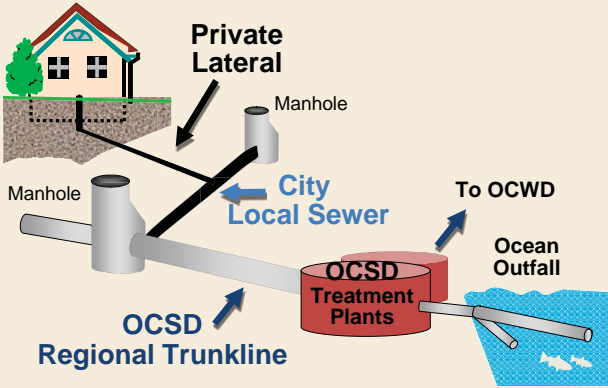 Private
Lateral
Manhole
Manhole
City
Local Sewer
To OCWD
Ocean
Outfall
OCSD
Treatment
Plants
OCSD
Regional Trunkline